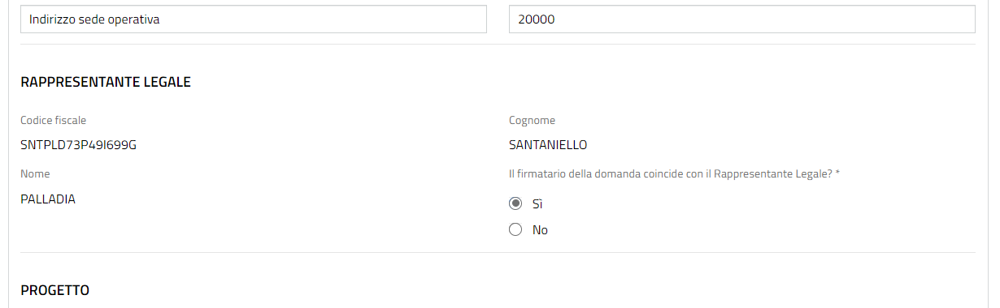 Indirizzo sede operativa
20000
RAPPRESENTANTE LEGALE
Codice fiscale
Cognome
SNTPLD73P49I699G
SANTANIELLO
Nome
Il firmatario della domanda coincide con il Rappresentante Legale? *
PALLADIA
Sì
No
PROGETTO